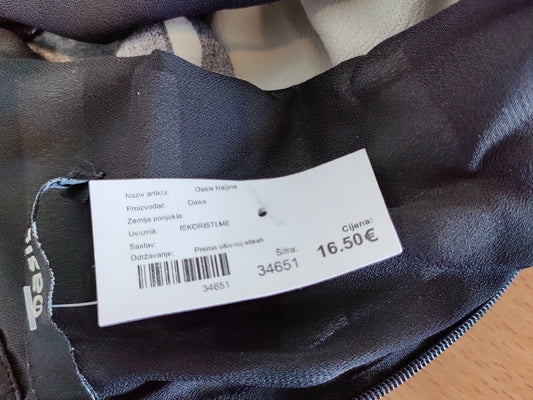 Naziv artikla: Oasis Haljina
Proizvođač: Oasis
Zemlja porijekla:
Uvoznik: ISKORISTI.ME
Sastav:
Održavanje: Prema ušivnoj etiketi
34651
Šifra:
34651
Cijena:
16.50€
oasis